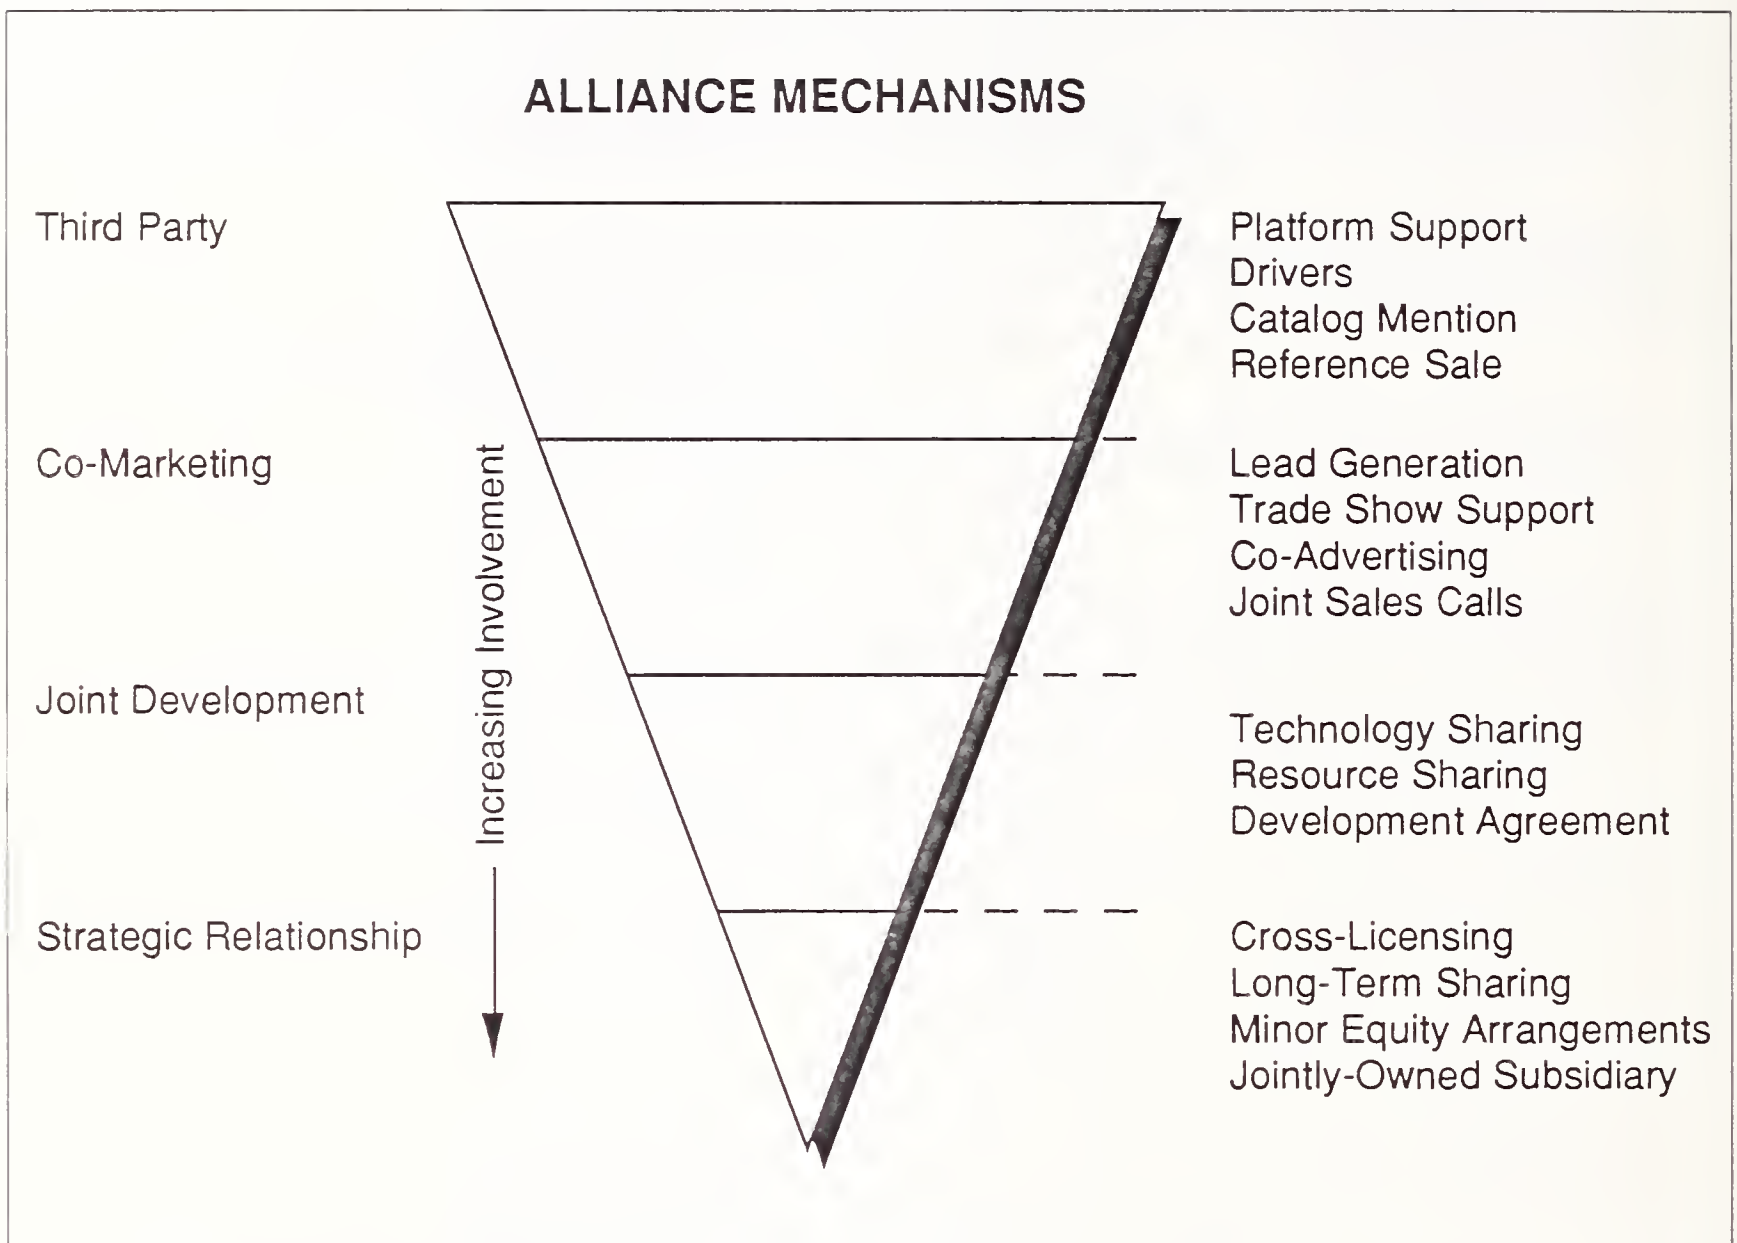 ALLIANCE MECHANISMS
Third Party
Platform Support
Drivers
Catalog Mention
Reference Sale
Co-Marketing
Lead Generation
Trade Show Support
Co-Advertising
Joint Sales Calls
Increasing Involvement
Joint Development
Technology Sharing
Resource Sharing
Development Agreement
Strategic Relationship
Cross-Licensing
Long-Term Sharing
Minor Equity Arrangements
Jointly-Owned Subsidiary